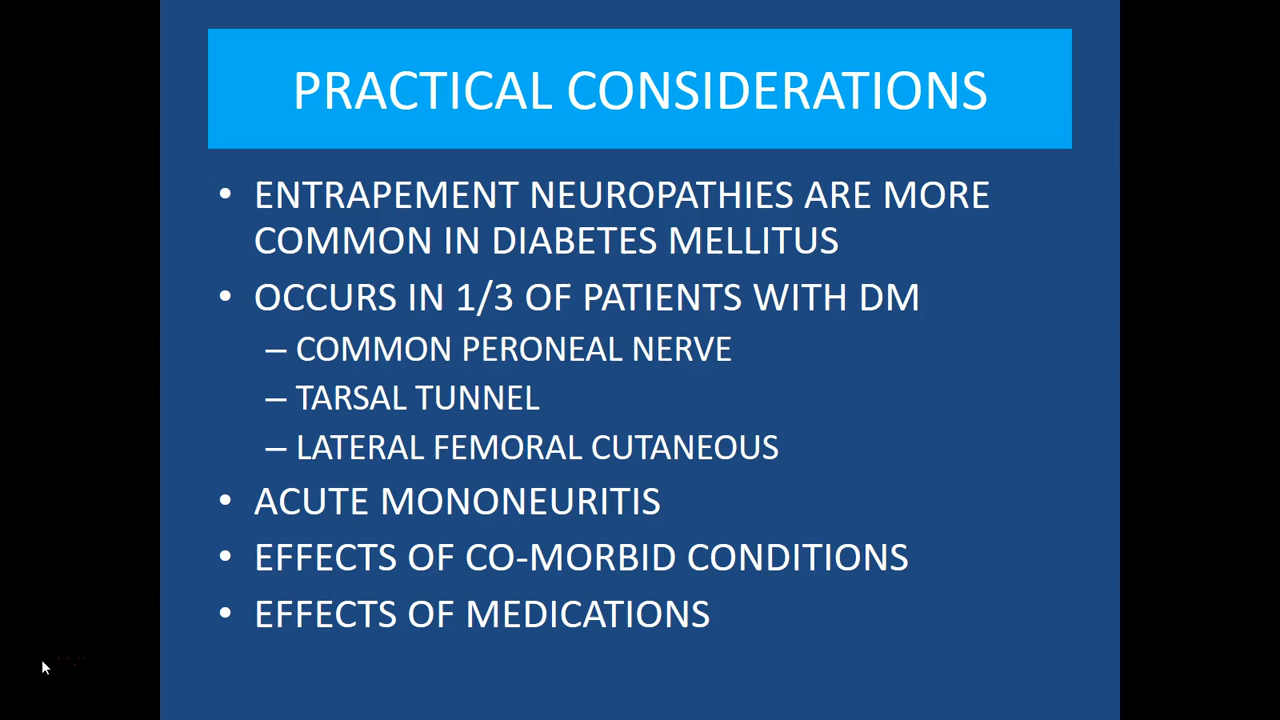 PRACTICAL CONSIDERATIONS
• ENTRAPEMENT NEUROPATHIES ARE MORE
COMMON IN DIABETES MELLITUS
• OCCURS IN 1/3 OF PATIENTS WITH DM
– COMMON PERONEAL NERVE
– TARSAL TUNNEL
– LATERAL FEMORAL CUTANEOUS
• ACUTE MONONEURITIS
• EFFECTS OF CO-MORBID CONDITIONS
• EFFECTS OF MEDICATIONS